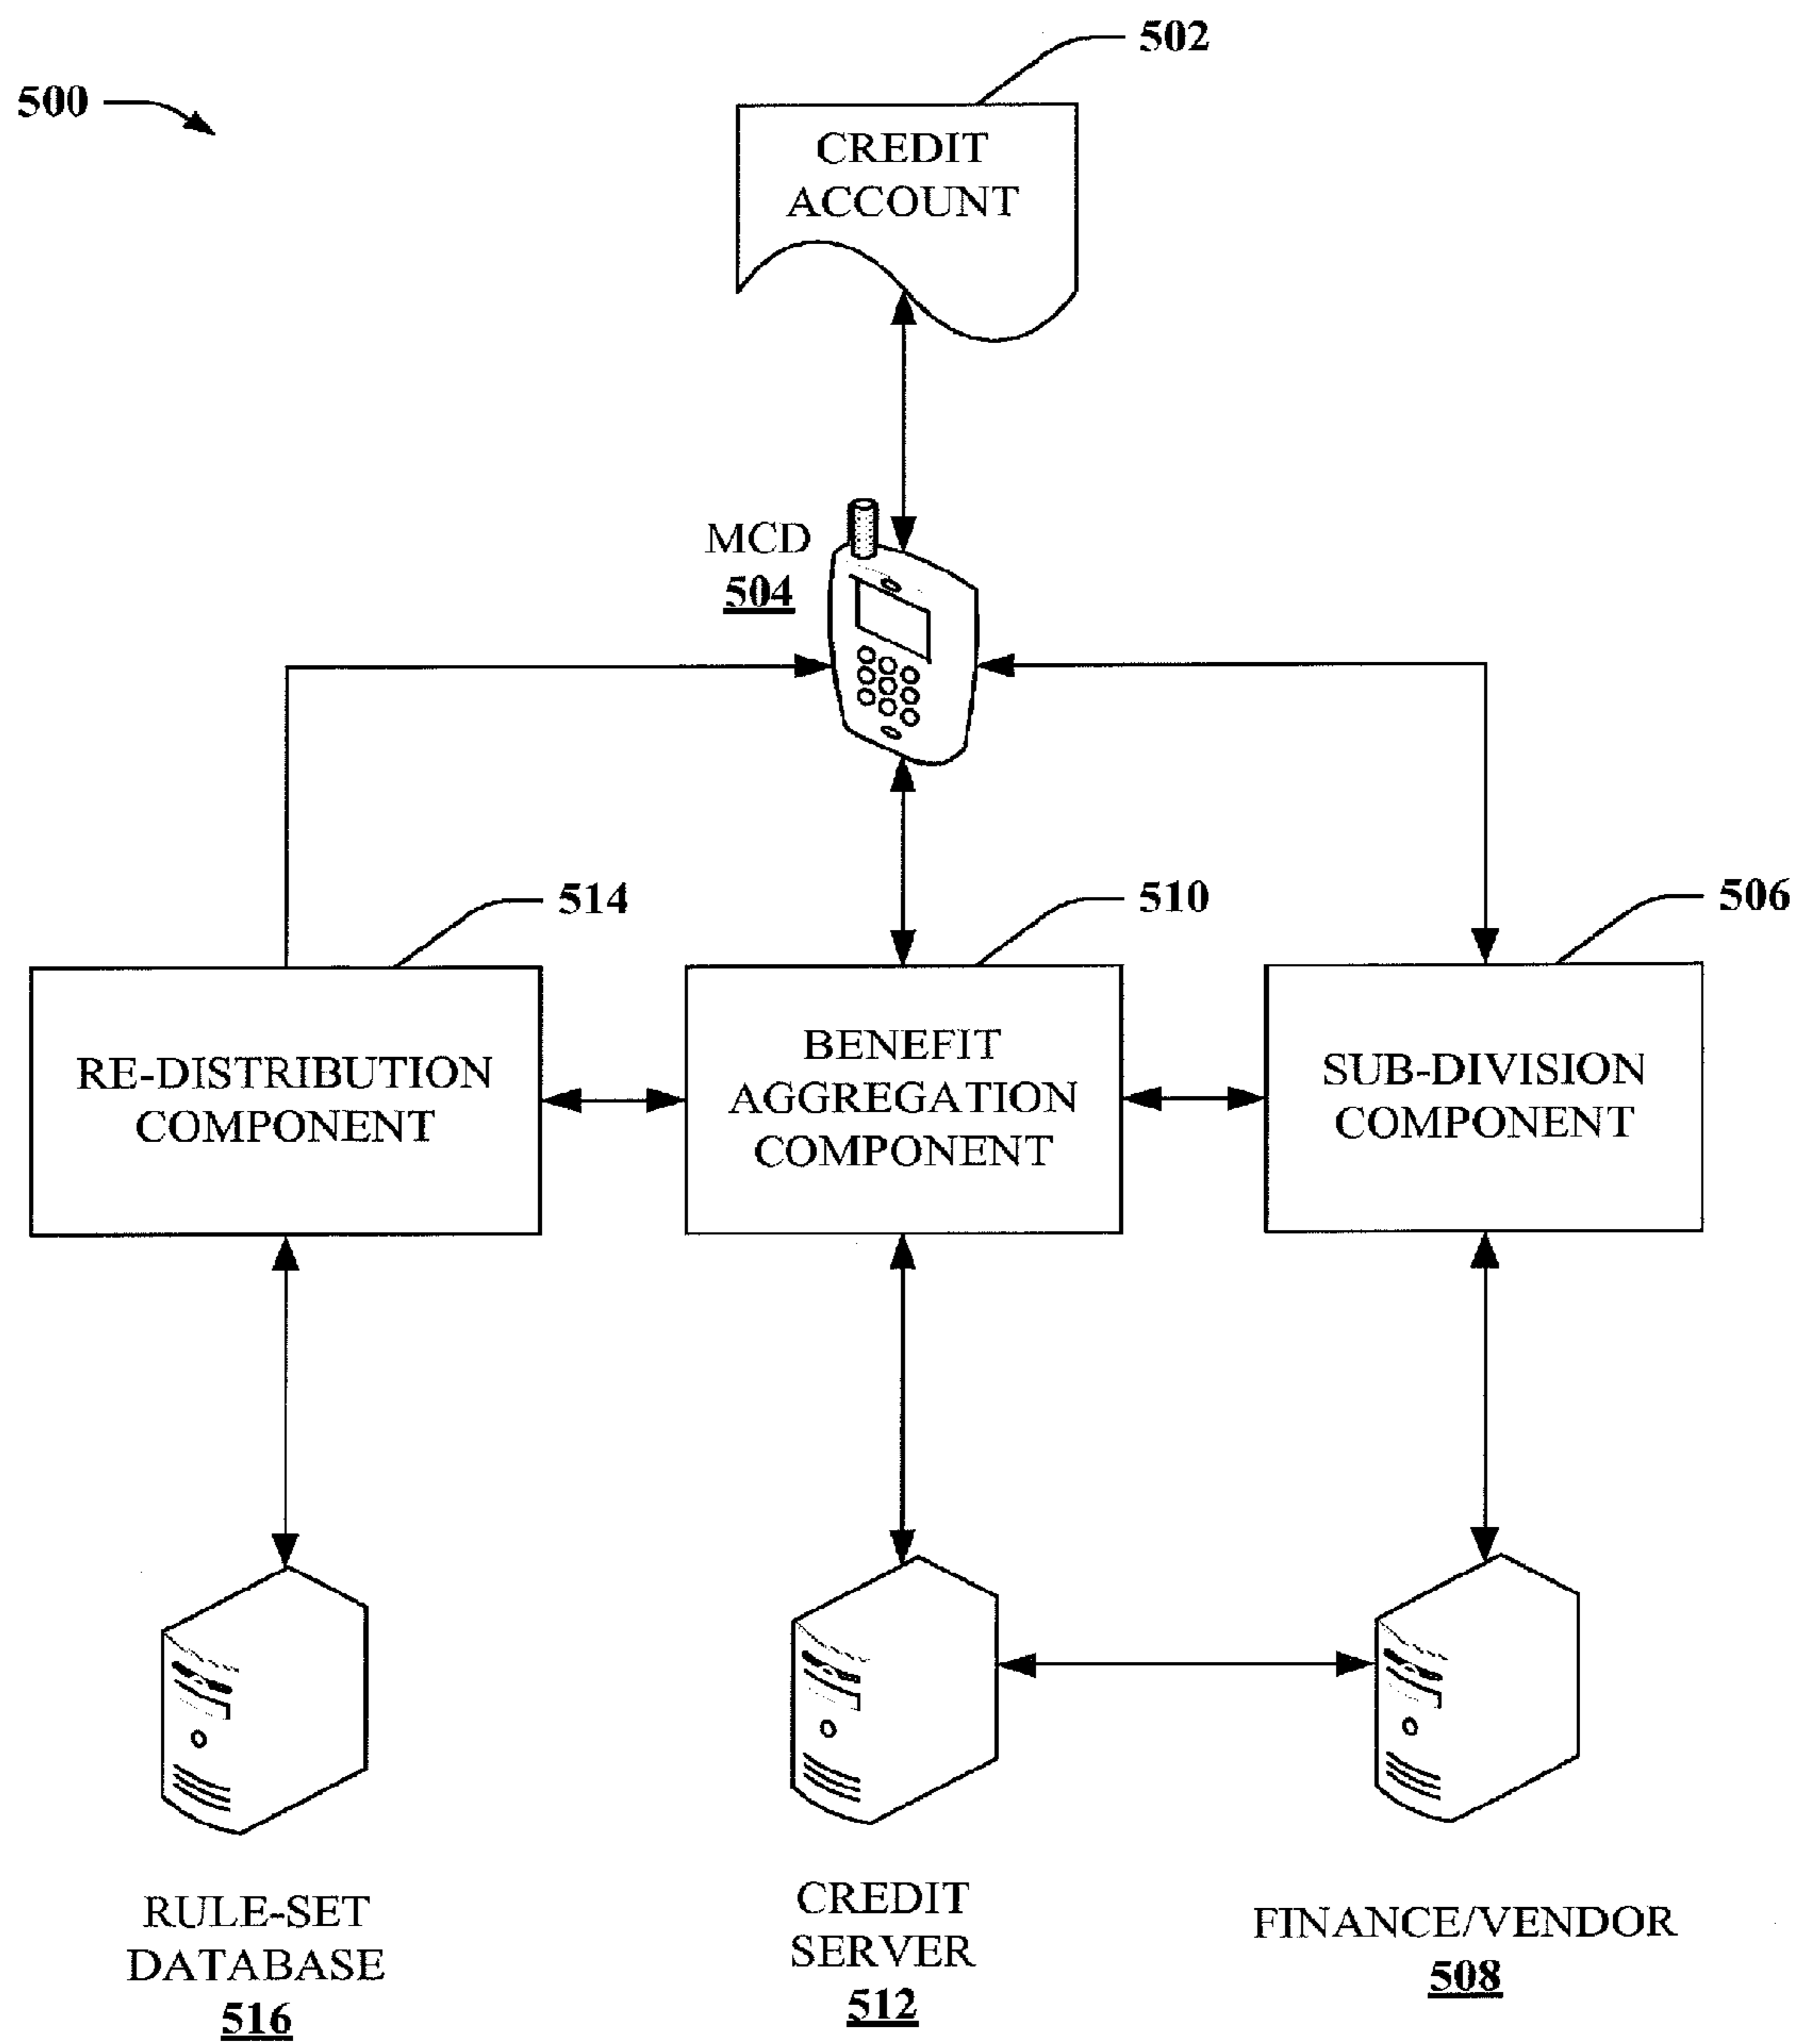 502
500
CREDIT
ACCOUNT
MCD
504
514
510
506
RE-DISTRIBUTION
COMPONENT
BENEFIT
AGGREGATION
COMPONENT
SUB-DIVISION
COMPONENT
RULE-SET
DATABASE
516
CREDIT
SERVER
512
FINANCE/VENDOR
508